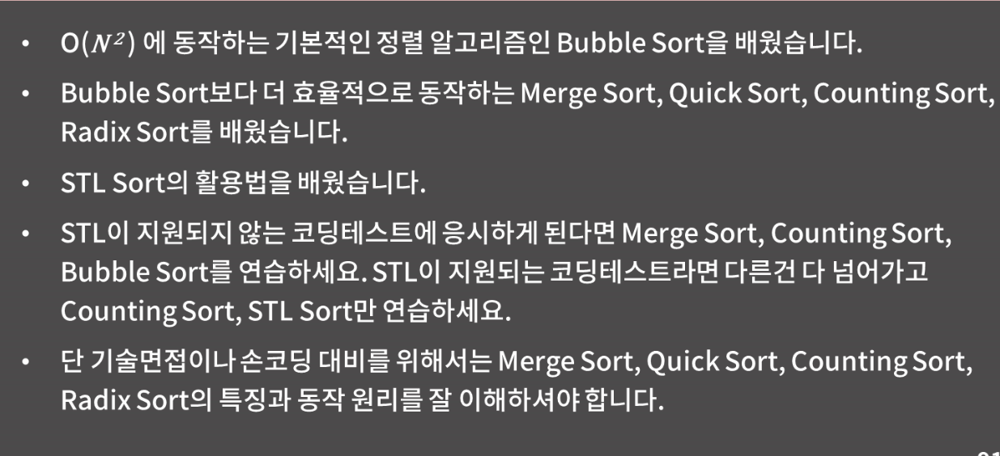 • O(N²) 에 동작하는 기본적인 정렬 알고리즘인 Bubble Sort을 배웠습니다.
• Bubble Sort보다 더 효율적으로 동작하는 Merge Sort, Quick Sort, Counting Sort,
Radix Sort를 배웠습니다.
• STL Sort의 활용법을 배웠습니다.
• STL이 지원되지 않는 코딩테스트에 응시하게 된다면 Merge Sort, Counting Sort,
Bubble Sort를 연습하세요. STL이 지원되는 코딩테스트라면 다른건 다 넘어가고
Counting Sort, STL Sort만 연습하세요.
• 단 기술면접이나 손코딩 대비를 위해서는 Merge Sort, Quick Sort, Counting Sort,
Radix Sort의 특징과 동작 원리를 잘 이해하셔야 합니다.